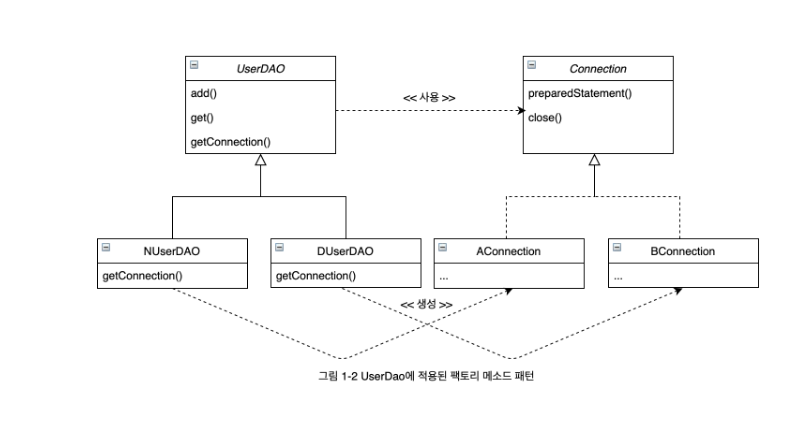 UserDAO
add()
get()
getConnection()
<< 사용 >>
Connection
preparedStatement()
close()
NUserDAO
getConnection()
DUserDAO
getConnection()
AConnection
...
BConnection
...
<< 생성 >>
그림 1-2 UserDao에 적용된 팩토리 메소드 패턴